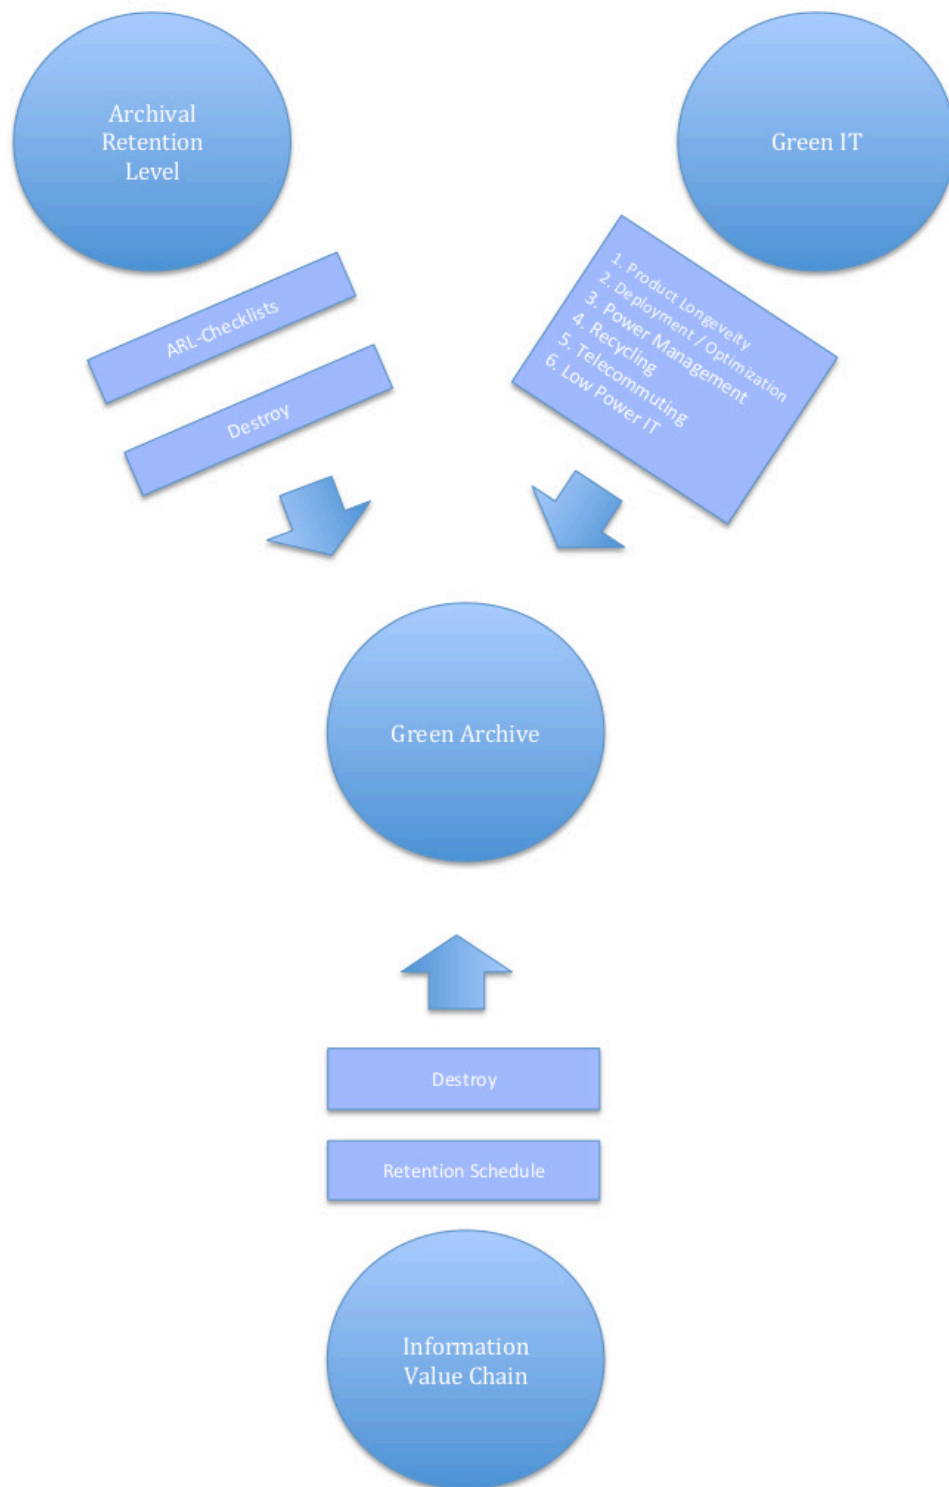 Archival
Retention
Level
Green IT
ARL-Checklists
Destroy
1. Product Longeveity
2. Deployment / Optimization
3. Power Management
4. Recycling
5. Telecommuting
6. Low Power IT
Green Archive
Destroy
Retention Schedule
Information
Value Chain